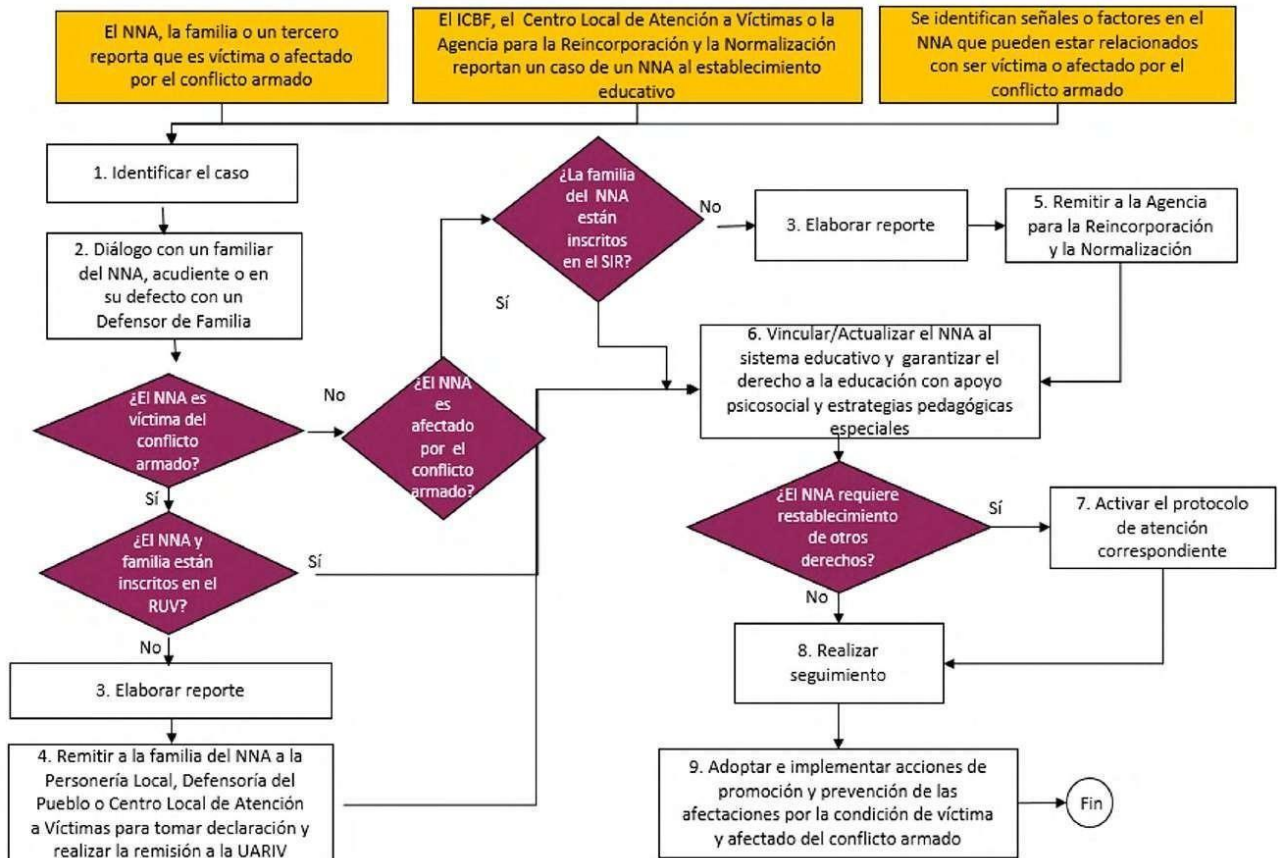 El NNA, la familia o un tercero
reporta que es víctima o afectado
por el conflicto armado
El ICBF, el Centro Local de Atención a Víctimas o la
Agencia para la Reincorporación y la Normalización
reportan un caso de un NNA al establecimiento
educativo
Se identifican señales o factores en el
NNA que pueden estar relacionados
con ser víctima o afectado por el
conflicto armado
1. Identificar el caso
2. Diálogo con un familiar
del NNA, acudiente o en
su defecto con un
Defensor de Familia
¿El NNA es
víctima del
conflicto
armado?
No
Sí
¿El NNA
es
afectado
por el
conflicto
armado?
¿La familia
del NNA
están
inscritos
en el SIR?
No
Sí
3. Elaborar reporte
5. Remitir a la Agencia
para la Reincorporación
y la Normalización
¿El NNA y
familia están
inscritos en el
RUV?
Sí
No
3. Elaborar reporte
4. Remitir a la familia del NNA a la
Personería Local, Defensoría del
Pueblo o Centro Local de Atención
a Víctimas para tomar declaración y
realizar la remisión a la UARIV
6. Vincular/Actualizar el NNA al
sistema educativo y garantizar el
derecho a la educación con apoyo
psicosocial y estrategias pedagógicas
especiales
¿El NNA requiere
restablecimiento
de otros
derechos?
Sí
No
7. Activar el protocolo
de atención
correspondiente
8. Realizar
seguimiento
9. Adoptar e implementar acciones de
promoción y prevención de las
afectaciones por la condición de víctima
y afectado del conflicto armado
Fin